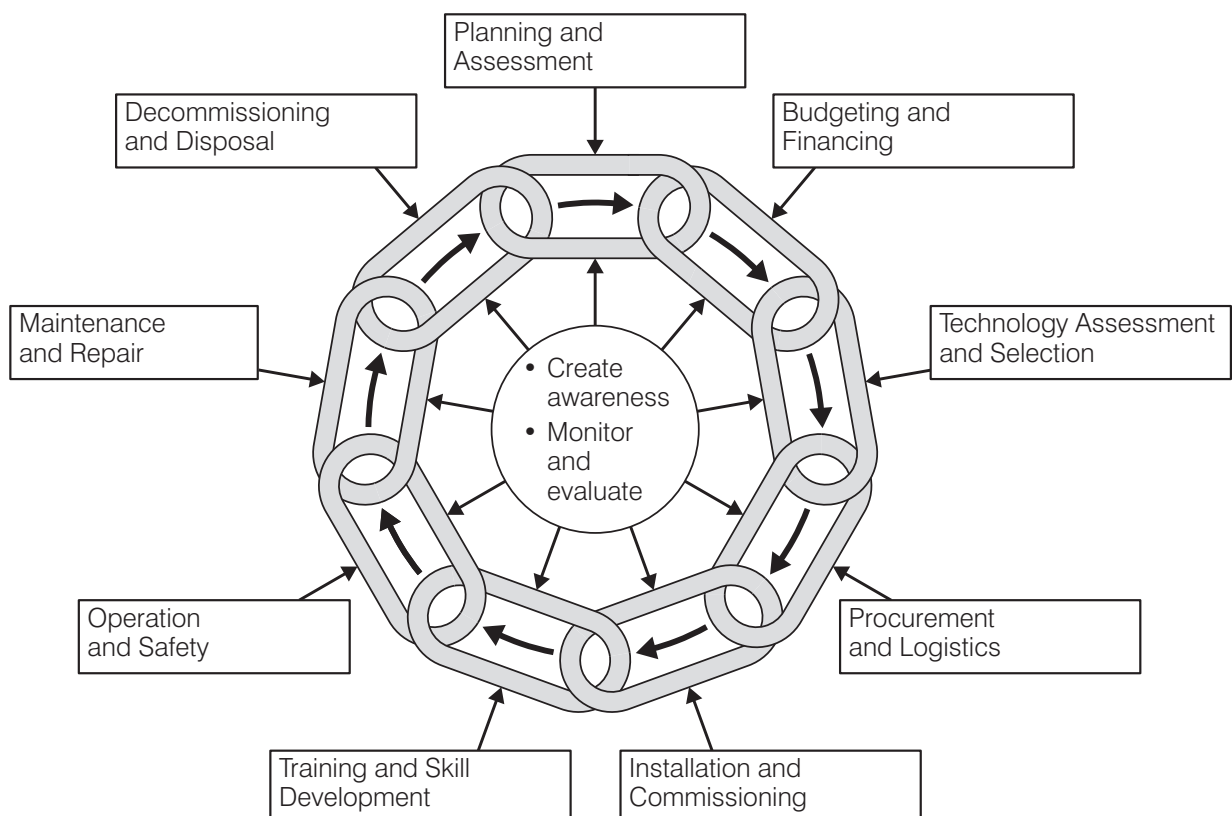 Planning and
Assessment
Decommissioning
and Disposal
Budgeting and
Financing
Maintenance
and Repair
Technology Assessment
and Selection
• Create
awareness
• Monitor
and
evaluate
Operation
and Safety
Procurement
and Logistics
Training and Skill
Development
Installation and
Commissioning